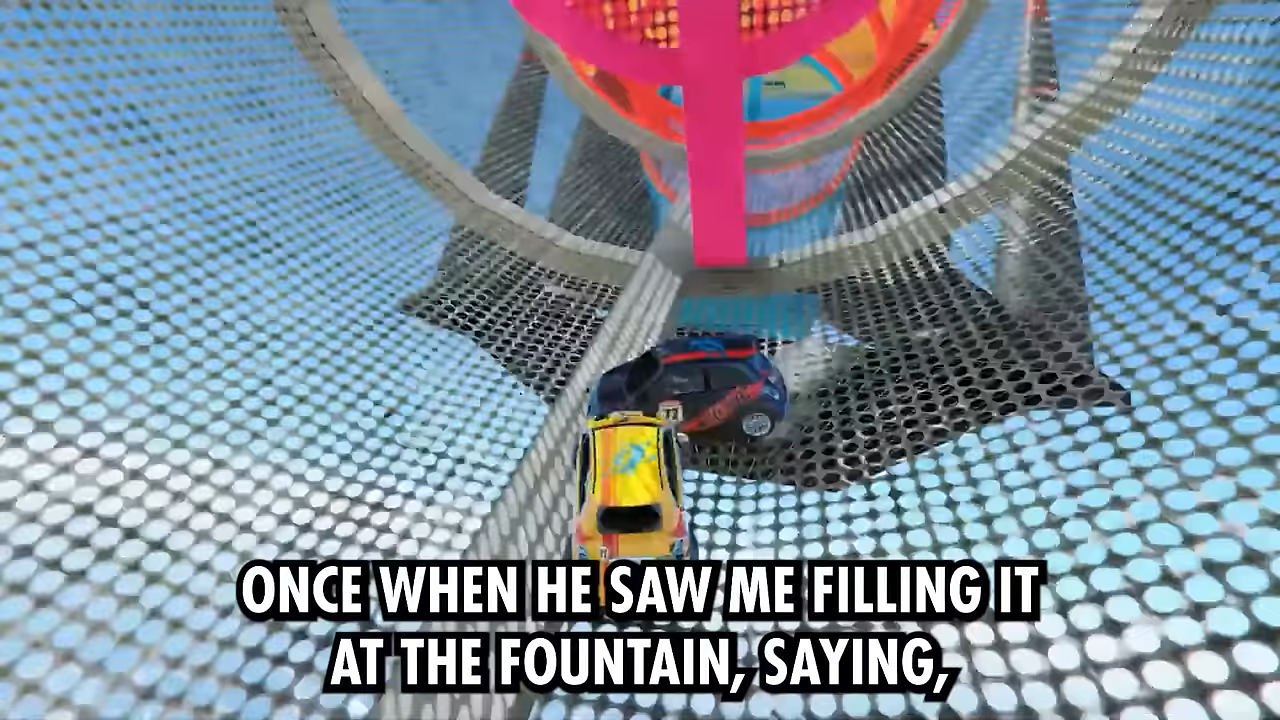 ONCE WHEN HE SAW ME FILLING IT
AT THE FOUNTAIN, SAYING,